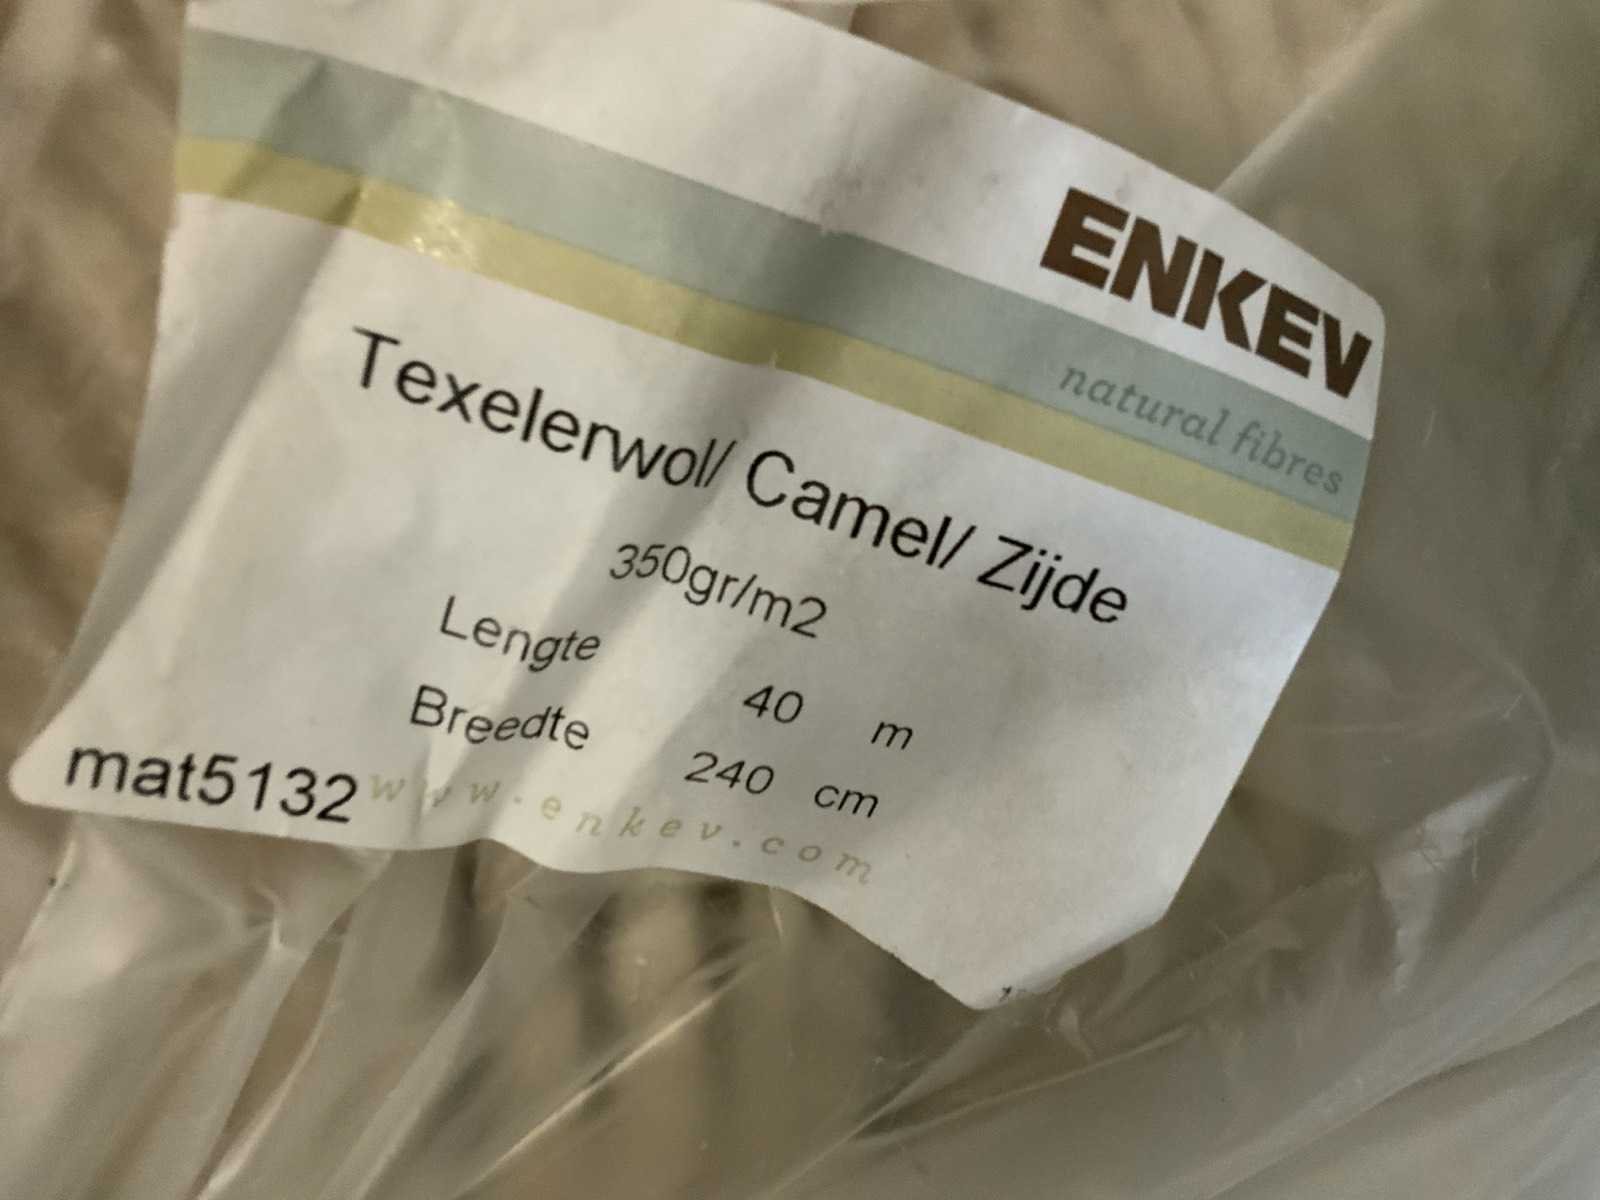 ENKEV
natural fibres
Texelerwol/ Camel/ Zijde
350gr/m2
Lengte 40 m
Breedte 240 cm
mat5132
www.enkev.com